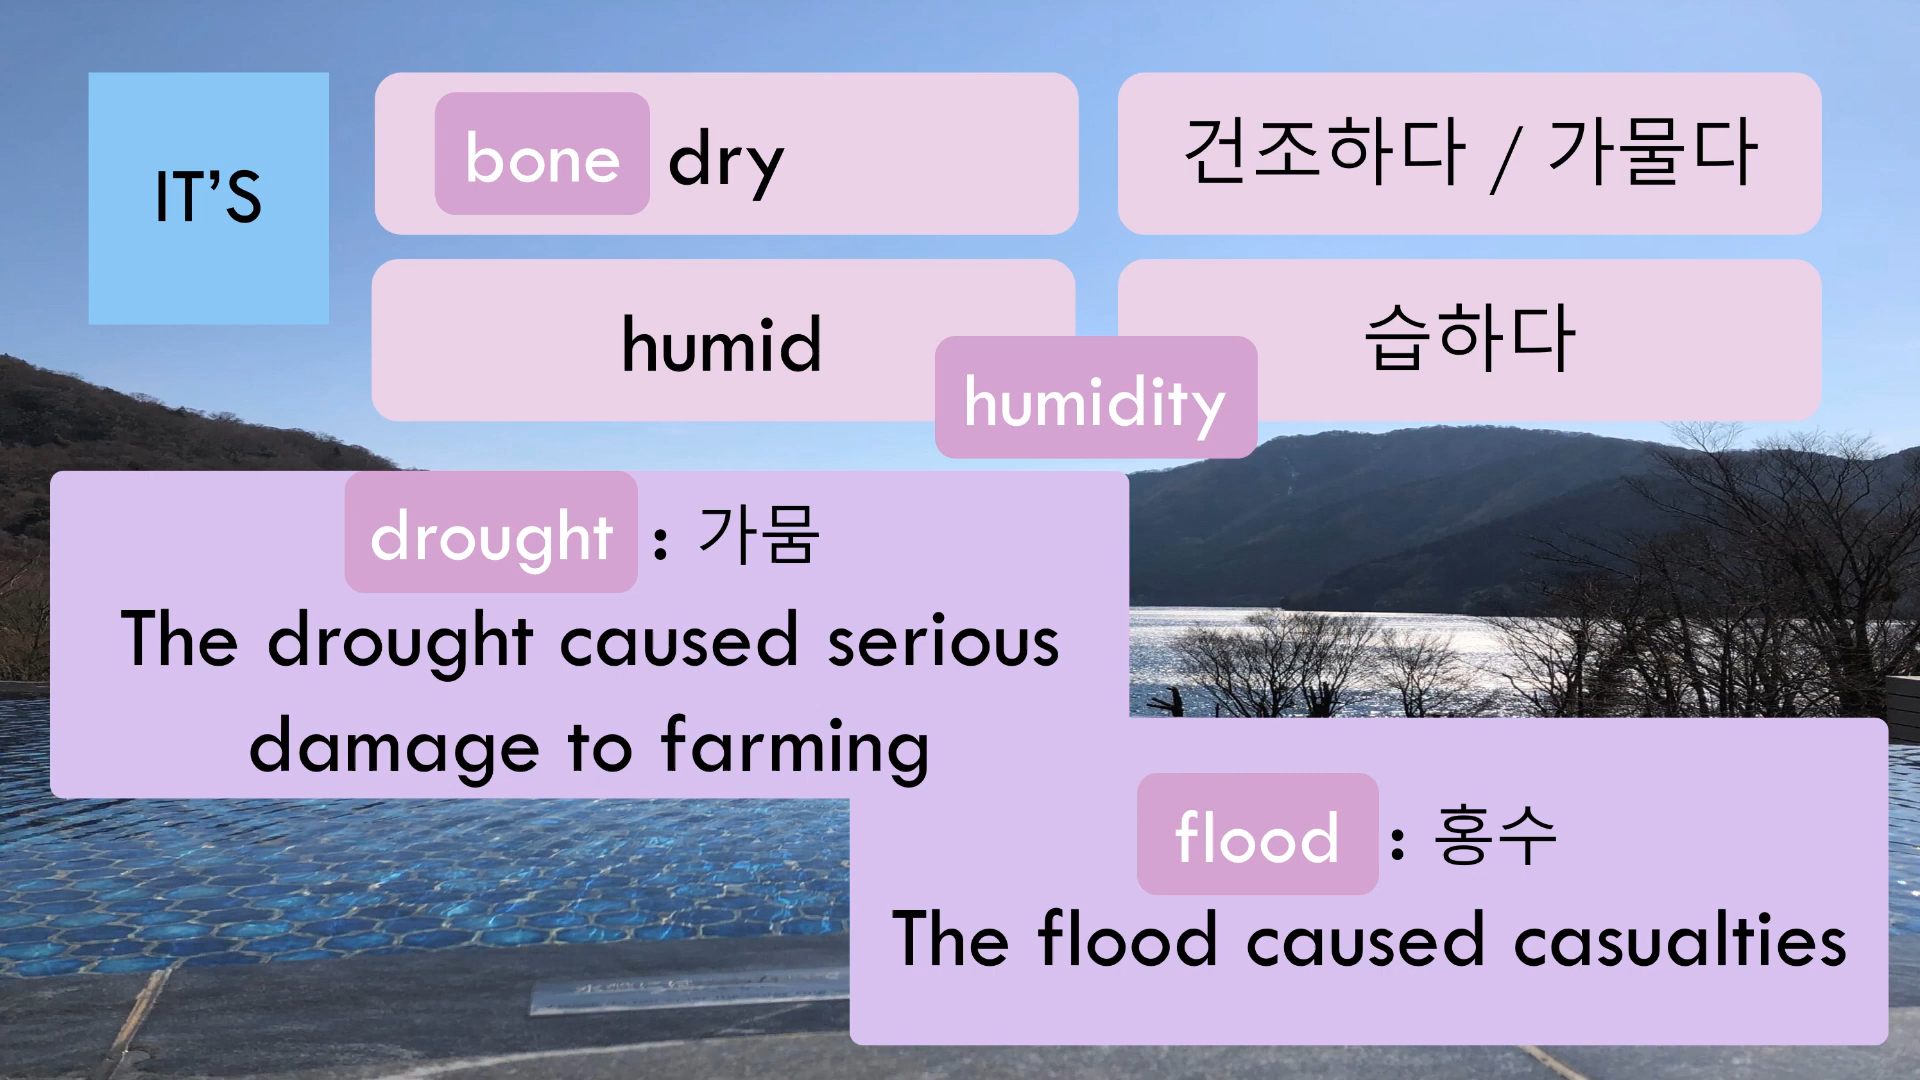 IT’S
bone dry
건조하다 / 가물다
humid
습하다
humidity
drought : 가뭄
The drought caused serious
damage to farming
flood : 홍수
The flood caused casualties